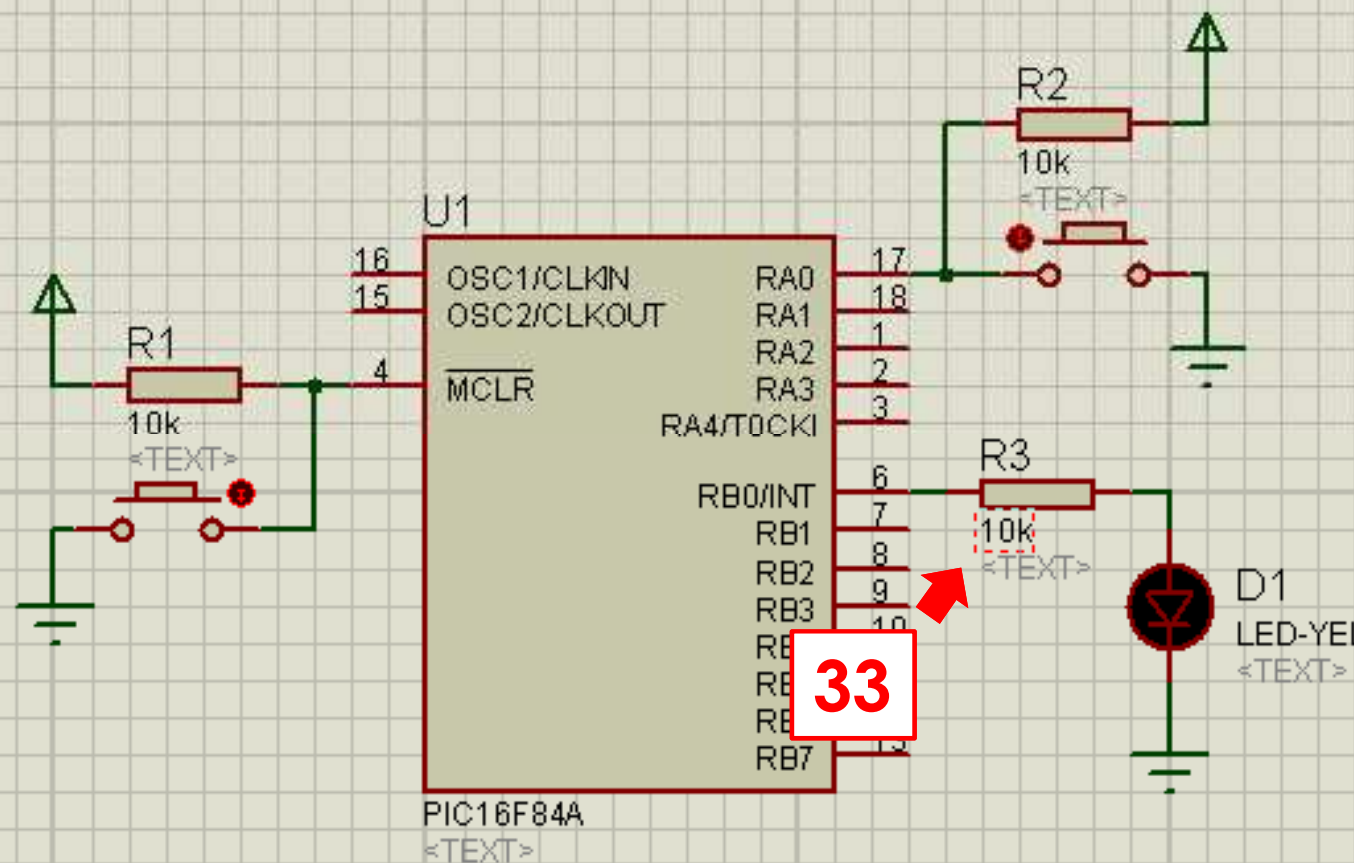 R2
10k
<TEXT>
U1
16
OSC1/CLKIN
RA0
17
15
OSC2/CLKOUT
RA1
18
RA2
1
R1
4
MCLR
RA3
2
10k
<TEXT>
RA4/T0CKI
3
R3
RB0/INT
6
10k
<TEXT>
RB1
7
RB2
8
RB3
9
10
D1
33
<TEXT>
RB7
PIC16F84A
<TEXT>